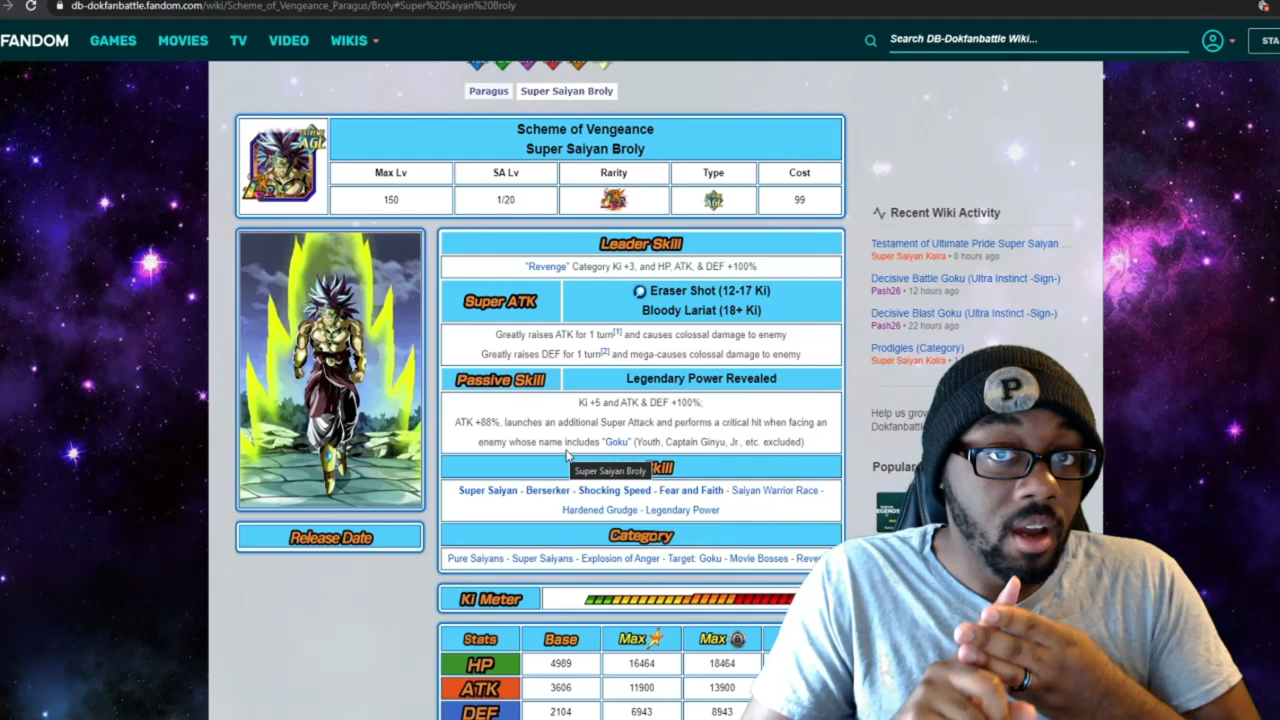 db-dokfanbattle.fandom.com/wiki/Scheme_of_Vengeance_Paragus/Broly#Super%20Saiyan%20Broly
FANDOM GAMES MOVIES TV VIDEO WIKIS Search DB-Dokfanbattle Wiki... STA
Paragus Super Saiyan Broly
Scheme of Vengeance
Super Saiyan Broly
Max Lv SA Lv Rarity Type Cost
150 1/20 99
EXTREME AGL
Leader Skill
"Revenge" Category Ki +3, and HP, ATK, & DEF +100%
Super ATK
Eraser Shot (12-17 Ki)
Bloody Lariat (18+ Ki)
Greatly raises ATK for 1 turn[1] and causes colossal damage to enemy
Greatly raises DEF for 1 turn[2] and mega-causes colossal damage to enemy
Passive Skill Legendary Power Revealed
Ki +5 and ATK & DEF +100%;
ATK +88%, launches an additional Super Attack and performs a critical hit when facing an
enemy whose name includes "Goku" (Youth, Captain Ginyu, Jr., etc. excluded)
Super Saiyan Broly
Skill
Super Saiyan - Berserker - Shocking Speed - Fear and Faith - Saiyan Warrior Race -
Hardened Grudge - Legendary Power
Category
Pure Saiyans - Super Saiyans - Explosion of Anger - Target: Goku - Movie Bosses - Reve
Release Date
Ki Meter
Stats Base Max Max
HP 4989 16464 18464
ATK 3606 11900 13900
DEF 2104 6943 8943
Recent Wiki Activity
Testament of Ultimate Pride Super Saiyan ...
Super Saiyan Koira • 8 hours ago
Decisive Battle Goku (Ultra Instinct -Sign-)
Pash26 • 12 hours ago
Decisive Blast Goku (Ultra Instinct -Sign-)
Pash26 • 22 hours ago
Prodigies (Category)
Super Saiyan Koira •
Help us grow
Dokfanbattle
Popular
LEGENDS
P